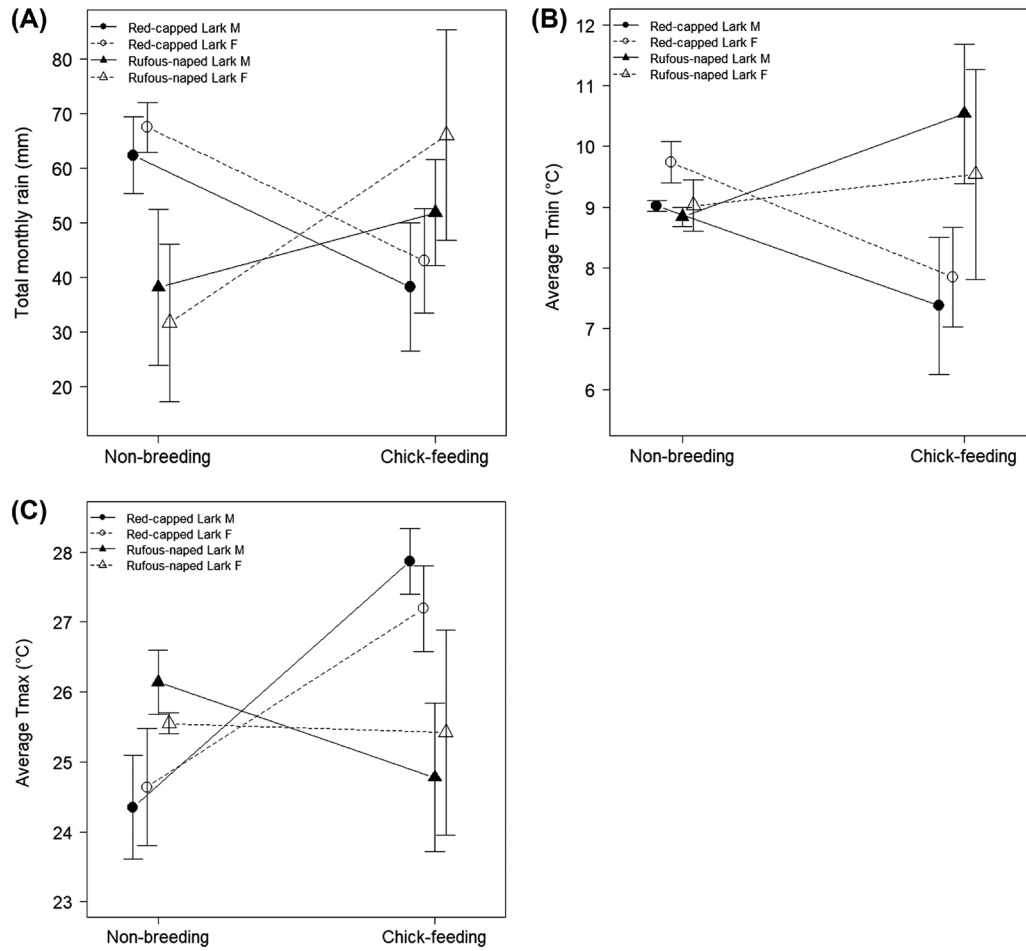 (A)
Red-capped Lark M
Red-capped Lark F
Rufous-naped Lark M
Rufous-naped Lark F
Total monthly rain (mm)
80
70
60
50
40
30
20
Non-breeding
Chick-feeding
(B)
Red-capped Lark M
Red-capped Lark F
Rufous-naped Lark M
Rufous-naped Lark F
Average Tmin (°C)
12
11
10
9
8
7
6
Non-breeding
Chick-feeding
(C)
Red-capped Lark M
Red-capped Lark F
Rufous-naped Lark M
Rufous-naped Lark F
Average Tmax (°C)
28
27
26
25
24
23
Non-breeding
Chick-feeding